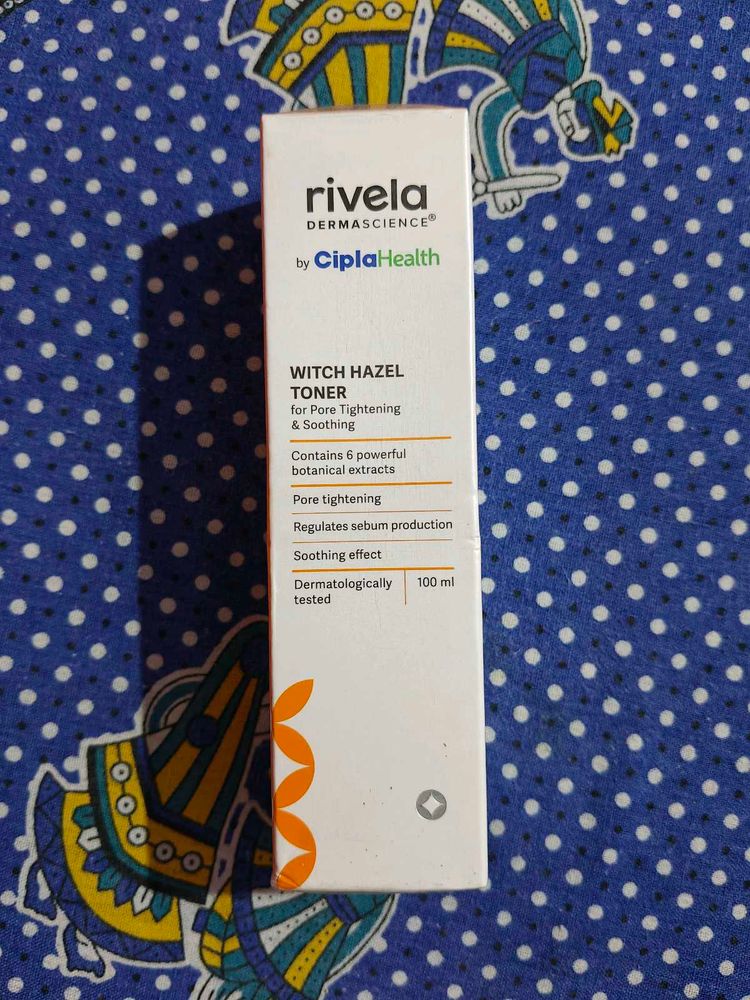 rivela
DERMASCIENCE®
by CiplaHealth
WITCH HAZEL
TONER
for Pore Tightening
& Soothing
Contains 6 powerful
botanical extracts
Pore tightening
Regulates sebum production
Soothing effect
Dermatologically
tested
100 ml